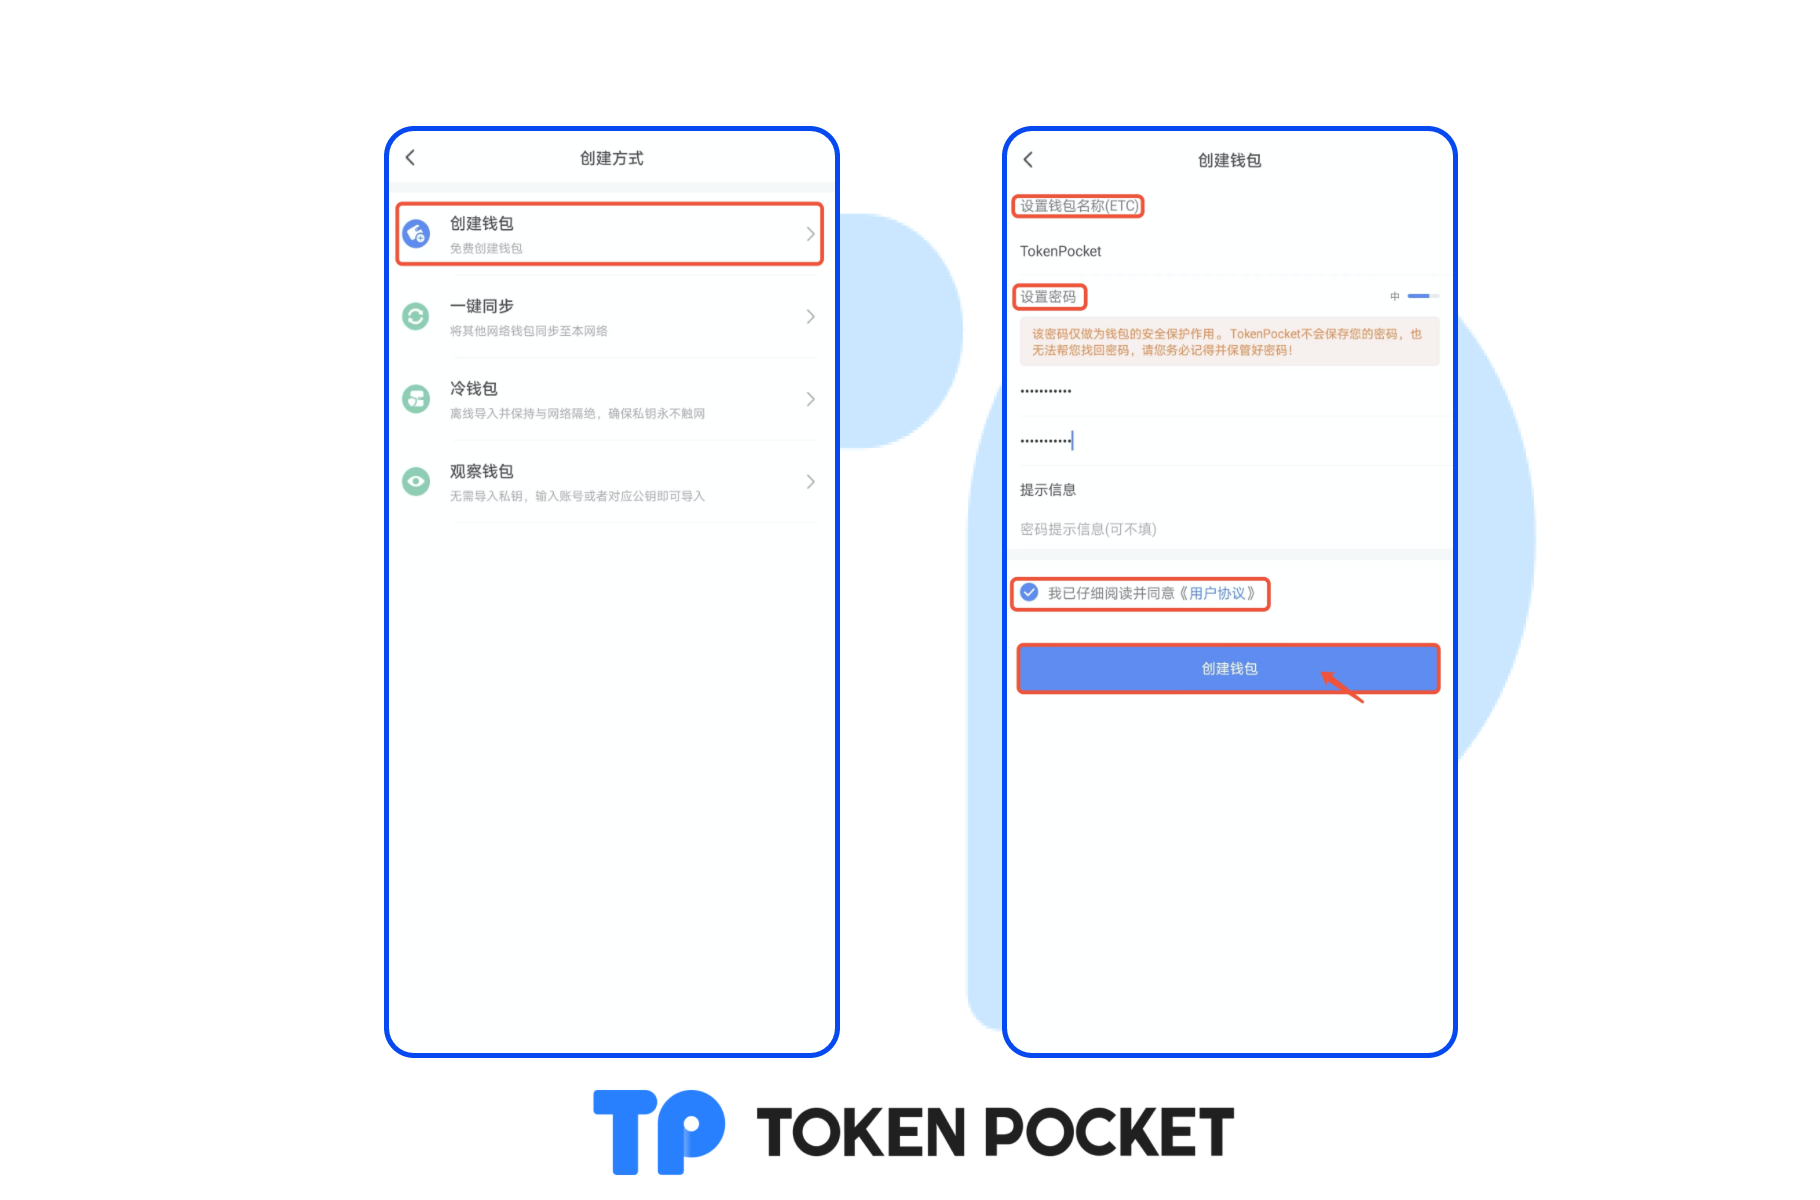 创建方式
创建钱包
免费创建钱包
一键同步
将其他网络钱包同步至本网络
冷钱包
离线导入并保持与网络隔绝，确保私钥永不触网
观察钱包
无需导入私钥，输入账号或者对应公钥即可导入
创建钱包
设置钱包名称(ETC)
TokenPocket
设置密码
中
该密码仅做为钱包的安全保护作用。TokenPocket不会保存您的密码，也
无法帮您找回密码，请您务必记得并保管好密码！
•••••••••••
•••••••••••
提示信息
密码提示信息(可不填)
我已仔细阅读并同意《用户协议》
创建钱包
TP TOKEN POCKET